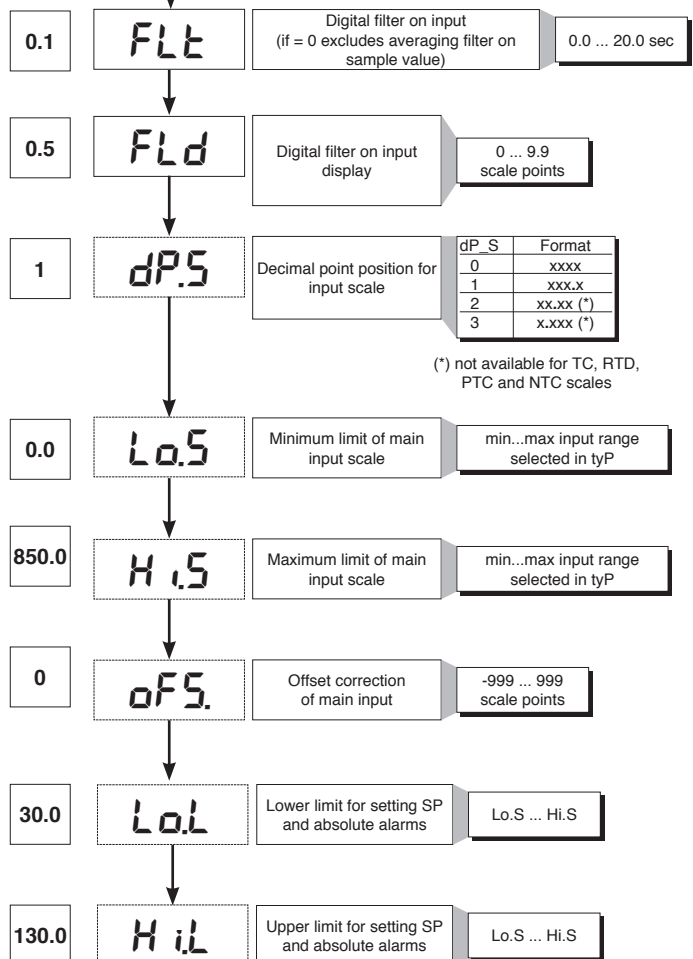 0.1
FLt
Digital filter on input
(if = 0 excludes averaging filter on
sample value)
0.0 ... 20.0 sec
0.5
FLd
Digital filter on input
display
0 ... 9.9
scale points
1
dP.S
Decimal point position for
input scale
dP_S Format
0 xxxx
1 xxx.x
2 xx.xx (*)
3 x.xxx (*)
(*) not available for TC, RTD,
PTC and NTC scales
0.0
Lo.S
Minimum limit of main
input scale
min...max input range
selected in tyP
850.0
Hi.S
Maximum limit of main
input scale
min...max input range
selected in tyP
0
oFS.
Offset correction
of main input
-999 ... 999
scale points
30.0
Lo.L
Lower limit for setting SP
and absolute alarms
Lo.S ... Hi.S
130.0
Hi.L
Upper limit for setting SP
and absolute alarms
Lo.S ... Hi.S